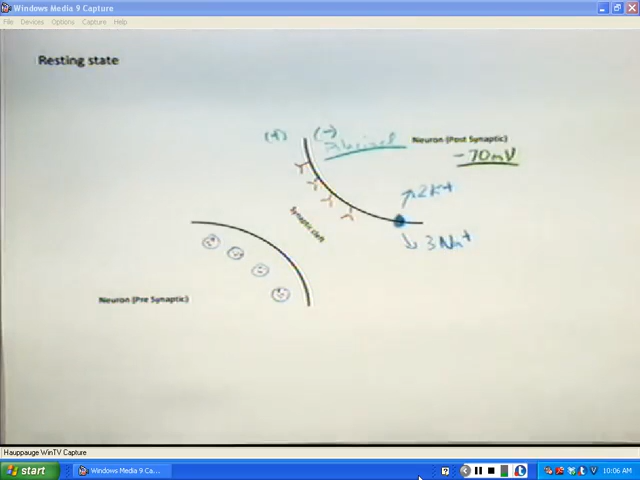 Windows Media 9 Capture
File Devices Options Capture Help
Resting state
(+) (-) Neuron (Post Synaptic)
-70mV
↑2K+
Synaptic cleft
↓ 3Na+
Neuron (Pre Synaptic)
Hauppauge WinTV Capture
start Windows Media 9 Ca... 10:06 AM